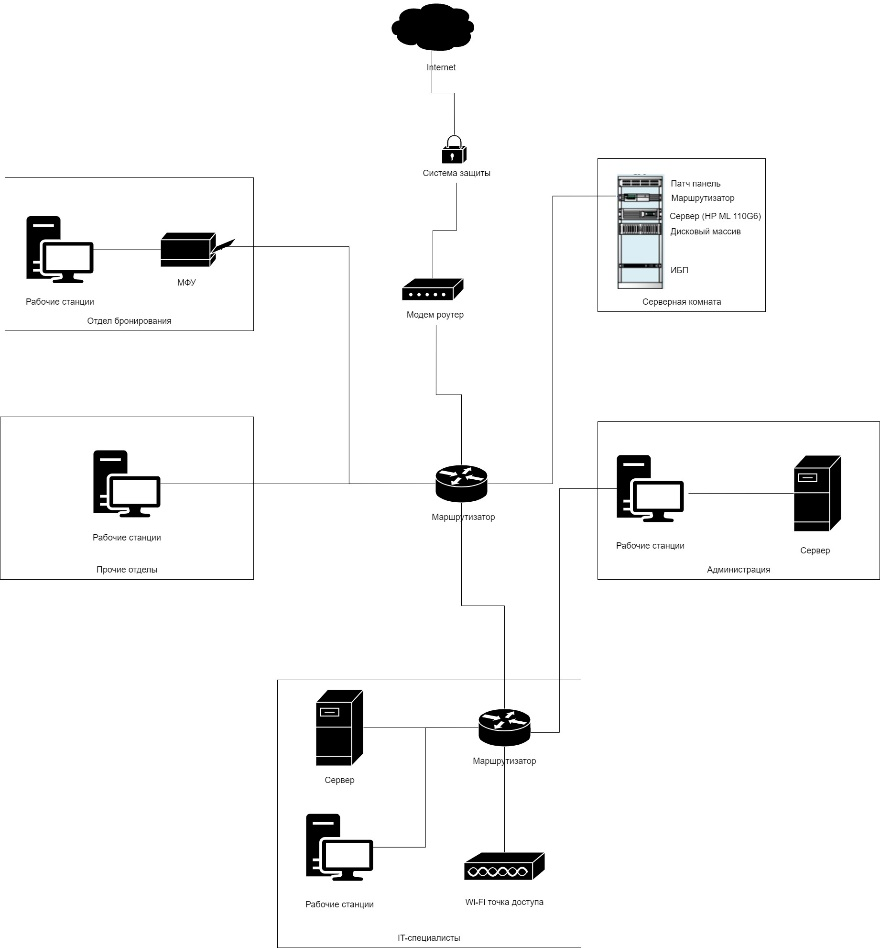 Internet
Система защиты
Модем роутер
Патч панель
Маршрутизатор
Сервер (HP ML 110G6)
Дисковый массив
ИБП
Серверная комната
МФУ
Рабочие станции
Отдел бронирования
Маршрутизатор
Рабочие станции
Прочие отделы
Рабочие станции
Сервер
Администрация
Маршрутизатор
Сервер
Рабочие станции
WI-FI точка доступа
IT-специалисты